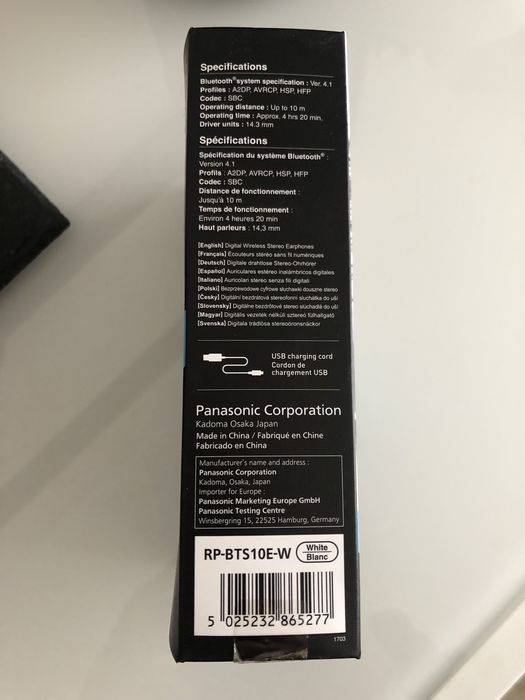 Specifications
Bluetooth® system specification : Ver. 4.1
Profiles : A2DP, AVRCP, HSP, HFP
Codec : SBC
Operating distance : Up to 10 m
Operating time : Approx. 4 hrs 20 min.
Driver units : 14.3 mm
Spécifications
Spécification du système Bluetooth® :
Version 4.1
Profils : A2DP, AVRCP, HSP, HFP
Codec : SBC
Distance de fonctionnement :
Jusqu'à 10 m
Temps de fonctionnement :
Environ 4 heures 20 min
Haut parleurs : 14,3 mm
[English] Digital Wireless Stereo Earphones
[Français] Écouteurs stéréo sans fil numériques
[Deutsch] Digitale drahtlose Stereo-Ohrhörer
[Español] Auriculares estéreo inalámbricos digitales
[Italiano] Auricolari stereo senza fili digitali
[Polski] Bezprzewodowe cyfrowe słuchawki douszne stereo
[Česky] Digitální bezdrátová stereofonní sluchátka do uší
[Slovensky] Digitálne bezdrôtové stereo slúchadlá do uší
[Magyar] Digitális vezeték nélküli sztereó fülhallgató
[Svenska] Digitala trådlösa stereoöronsnäckor
USB charging cord
Cordon de
chargement USB
Panasonic Corporation
Kadoma Osaka Japan
Made in China / Fabriqué en Chine
Fabricado en China
Manufacturer's name and address :
Panasonic Corporation
Kadoma, Osaka, Japan
Importer for Europe :
Panasonic Marketing Europe GmbH
Panasonic Testing Centre
Winsbergring 15, 22525 Hamburg, Germany
RP-BTS10E-W White
Blanc
5 025232 865277
1703